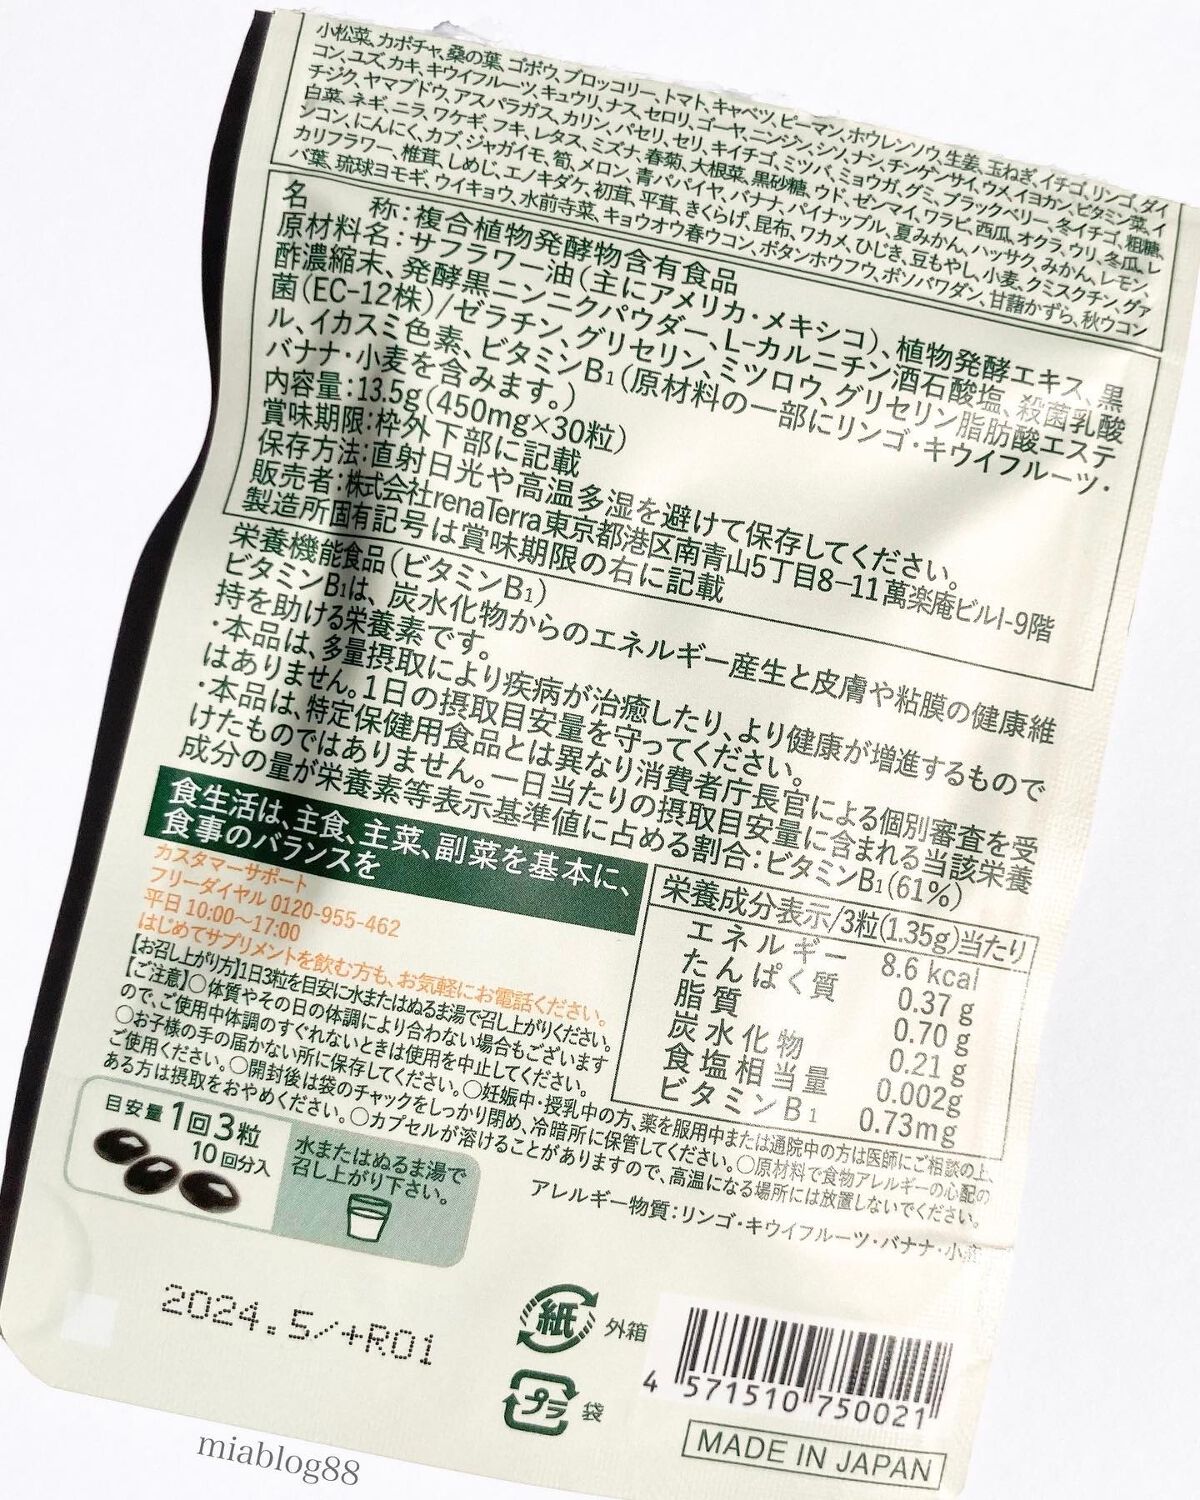 小松菜、カボチャ、桑の葉、ゴボウ、ブロッコリー、トマト、キャベツ、ピーマン、ホウレンソウ、生姜、玉ねぎ、イチゴ、リンゴ、ダイ
コン、ユズ、カキ、キウイフルーツ、キュウリ、ナス、セロリ、ゴーヤ、ニンジン、シソ、ナシ、チンゲンサイ、ウメ、イヨカン、ビタミン菜、イ
チジク、ヤマブドウ、アスパラガス、カリン、パセリ、セリ、キイチゴ、ミツバ、ミョウガ、グミ、ブラックベリー、冬イチゴ、粗糖、
白菜、ネギ、ニラ、ワケギ、フキ、レタス、ミズナ、春菊、大根菜、黒砂糖、ウド、ゼンマイ、ワラビ、西瓜、オクラ、ウリ、冬瓜、レ
ンコン、にんにく、カブ、ジャガイモ、筍、メロン、青パパイヤ、バナナ、パイナップル、夏みかん、ハッサク、みかん、レモン、
カリフラワー、椎茸、しめじ、エノキダケ、初茸、平茸、きくらげ、昆布、ワカメ、ひじき、豆もやし、小麦、クミスクチン、グァ
バ葉、琉球ヨモギ、ウイキョウ、水前寺菜、キョウオウ春ウコン、ボタンホウフウ、ボソバワダン、甘藷かずら、秋ウコン
名 称:複合植物発酵物含有食品
原材料名:サフラワー油(主にアメリカ・メキシコ)、植物発酵エキス、黒
酢濃縮末、発酵黒ニンニクパウダー、L-カルニチン酒石酸塩、殺菌乳酸
菌(EC-12株)/ゼラチン、グリセリン、ミツロウ、グリセリン脂肪酸エステ
ル、イカスミ色素、ビタミンB1(原材料の一部にリンゴ・キウイフルーツ・
バナナ・小麦を含みます。)
内容量:13.5g(450mg×30粒)
賞味期限:枠外下部に記載
保存方法:直射日光や高温多湿を避けて保存してください。
販売者:株式会社renaTerra東京都港区南青山5丁目8-11萬楽庵ビルI-9階
製造所固有記号は賞味期限の右に記載
栄養機能食品(ビタミンB1)
ビタミンB1は、炭水化物からのエネルギー産生と皮膚や粘膜の健康維
持を助ける栄養素です。
・本品は、多量摂取により疾病が治癒したり、より健康が増進するもので
はありません。1日の摂取目安量を守ってください。
・本品は、特定保健用食品とは異なり消費者庁長官による個別審査を受
けたものではありません。一日当たりの摂取目安量に含まれる当該栄養
成分の量が栄養素等表示基準値に占める割合:ビタミンB1(61%)
食生活は、主食、主菜、副菜を基本に、
食事のバランスを
カスタマーサポート
フリーダイヤル 0120-955-462
平日 10:00〜17:00
はじめてサプリメントを飲む方も、お気軽にお電話ください。
栄養成分表示/3粒(1.35g)当たり
エネルギー 8.6 kcal
たんぱく質 0.37 g
脂質 0.70 g
炭水化物 0.21 g
食塩相当量 0.002g
ビタミンB1 0.73mg
【お召し上がり方】1日3粒を目安に水またはぬるま湯で召し上がりください。
【ご注意】○体質やその日の体調により合わない場合もございます
ので、ご使用中体調のすぐれないときは使用を中止してください。
○お子様の手の届かない所に保存してください。○妊娠中・授乳中の方、薬を服用中または通院中の方は医師にご相談の上、
ご使用ください。○開封後は袋のチャックをしっかり閉め、冷暗所に保管してください。○原材料で食物アレルギーの心配の
ある方は摂取をおやめください。○カプセルが溶けることがありますので、高温になる場所には放置しないでください。
アレルギー物質:リンゴ・キウイフルーツ・バナナ・小麦
目安量1回3粒
10回分入
水またはぬるま湯で
召し上がり下さい。
2024.5/+R01
紙 外箱
プラ 袋
4 571510 750021
MADE IN JAPAN
miablog88